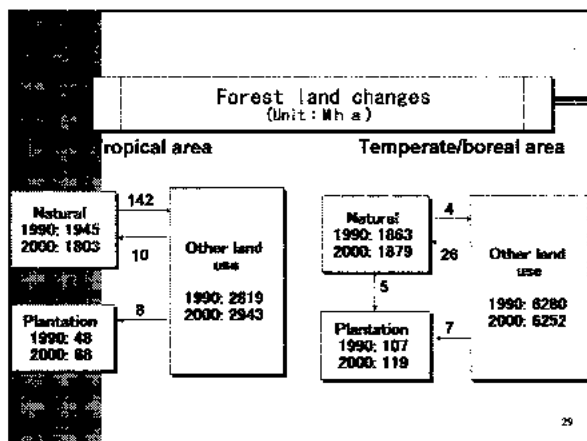 Forest land changes
(Unit: Mha)
ropical area
Temperate/boreal area
142
Natural
1990: 1945
2000: 1803
10
Other land
use
1990: 2819
2000: 2943
8
Plantation
1990: 48
2000: 68
4
Natural
1990: 1863
2000: 1879
26
Other land
use
1990: 6280
2000: 6252
5
Plantation
1990: 107
2000: 119
7
29